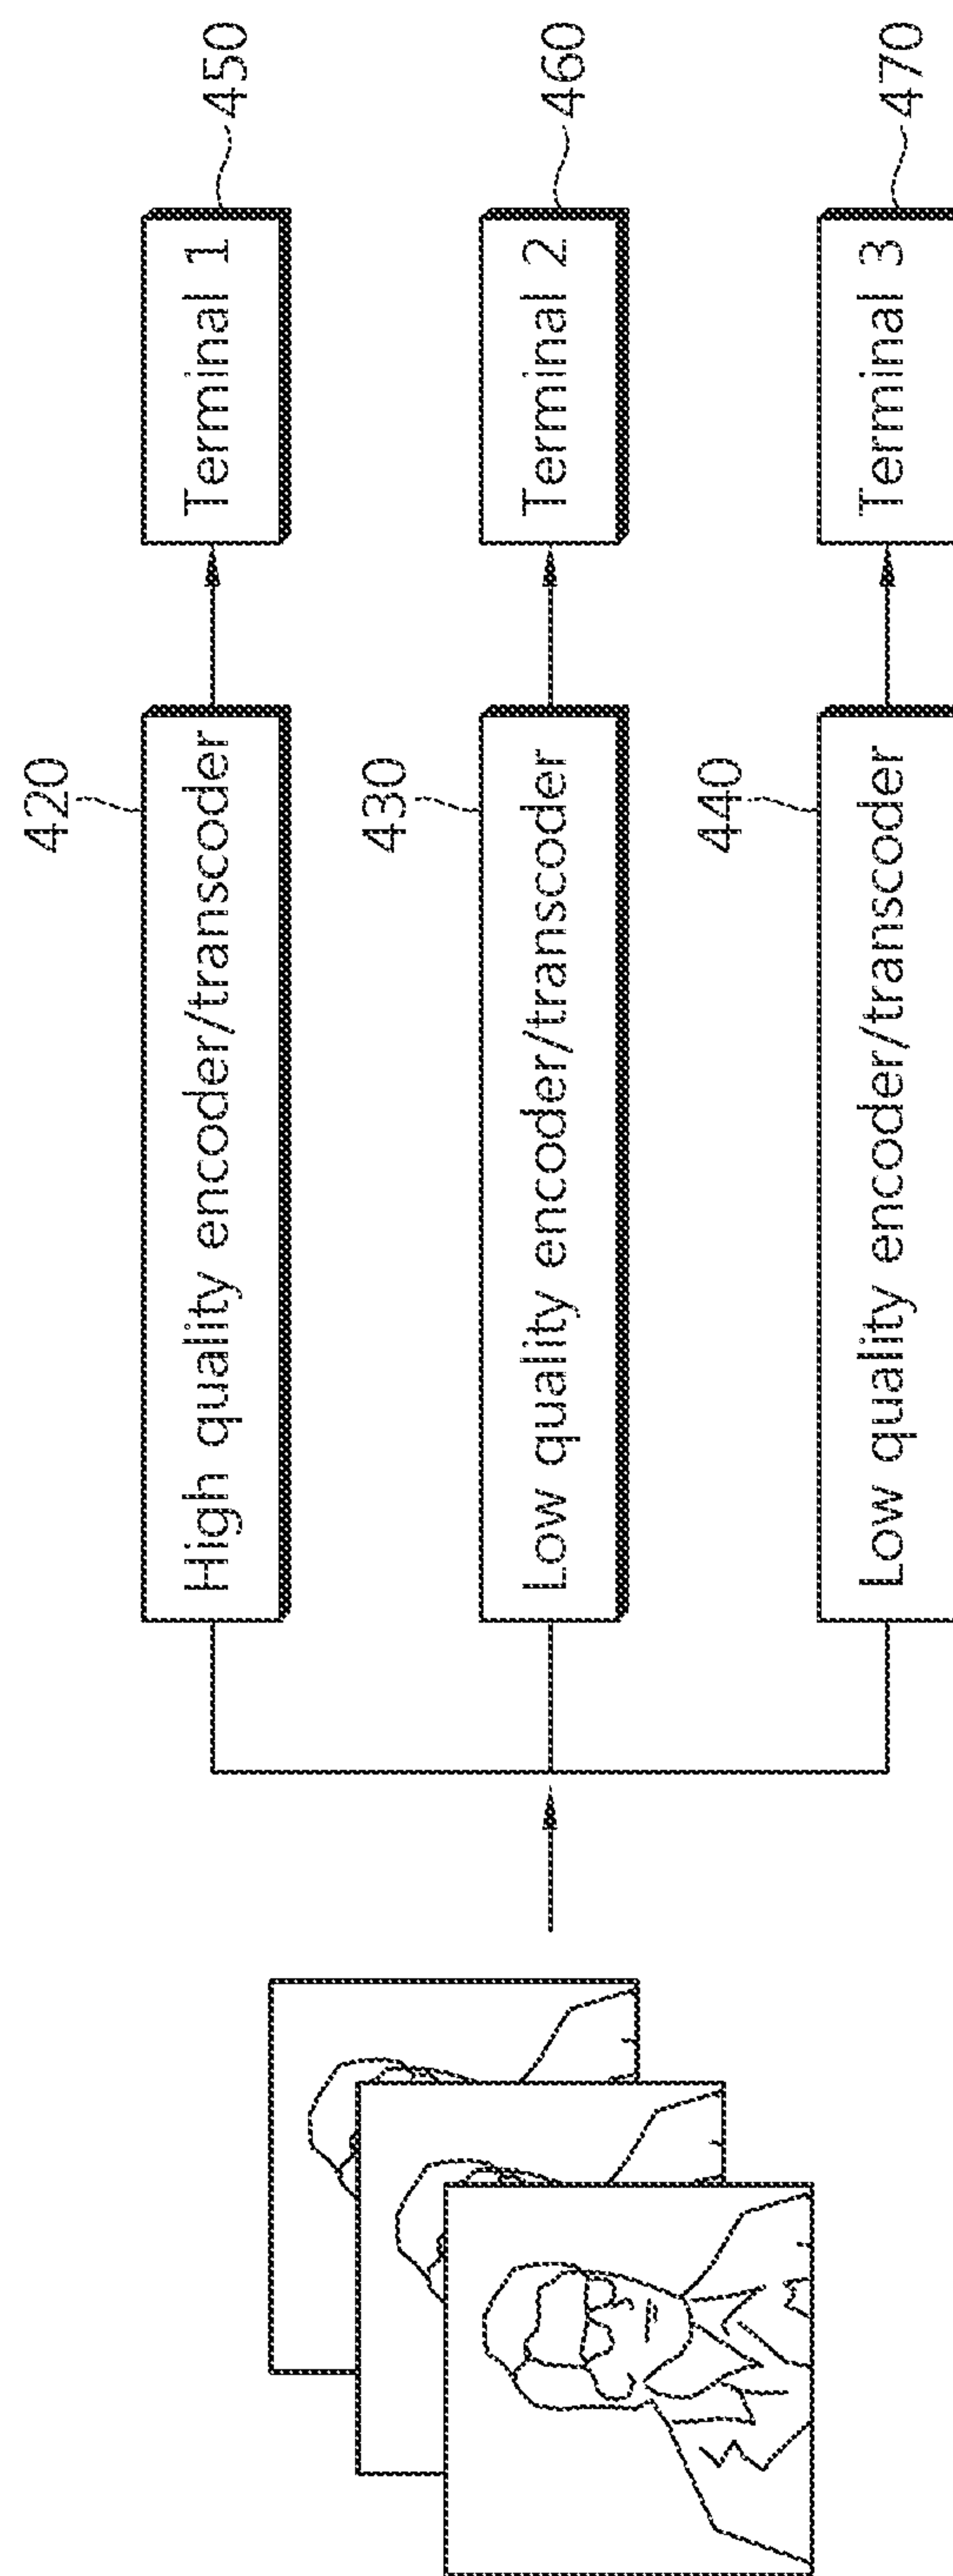 420
High quality encoder/transcoder
Terminal 1
450
430
Low quality encoder/transcoder
Terminal 2
460
440
Low quality encoder/transcoder
Terminal 3
470